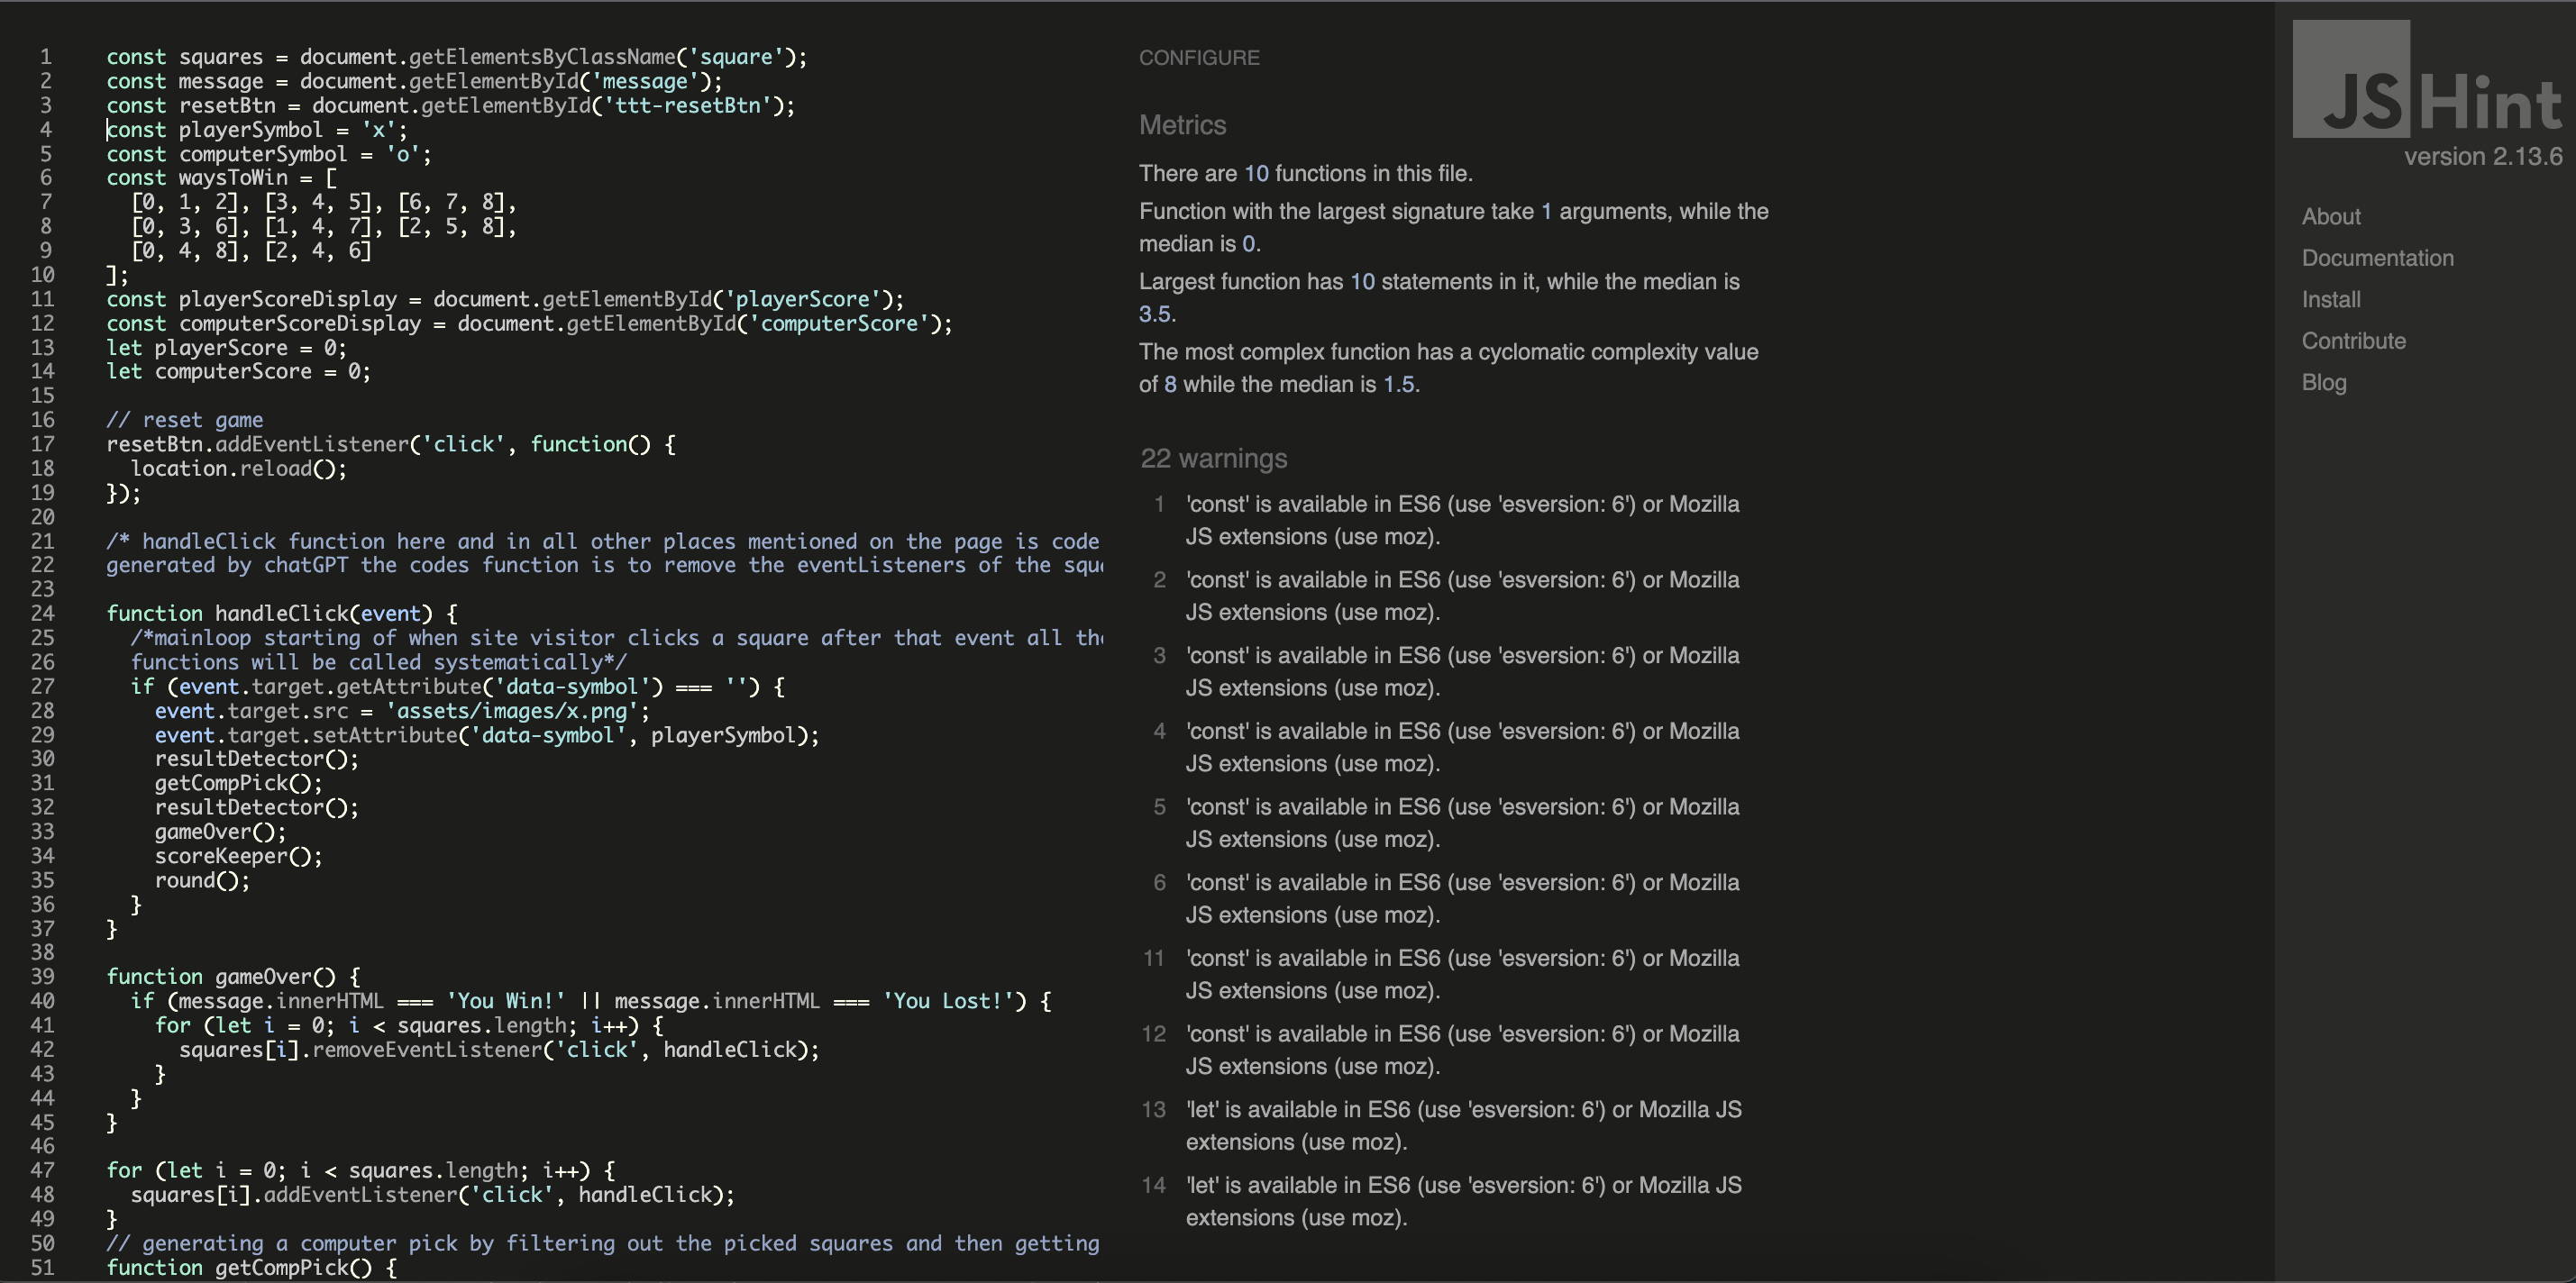 1 const squares = document.getElementsByClassName('square');
2 const message = document.getElementById('message');
3 const resetBtn = document.getElementById('ttt-resetBtn');
4 const playerSymbol = 'x';
5 const computerSymbol = 'o';
6 const waysToWin = [
7 [0, 1, 2], [3, 4, 5], [6, 7, 8],
8 [0, 3, 6], [1, 4, 7], [2, 5, 8],
9 [0, 4, 8], [2, 4, 6]
10 ];
11 const playerScoreDisplay = document.getElementById('playerScore');
12 const computerScoreDisplay = document.getElementById('computerScore');
13 let playerScore = 0;
14 let computerScore = 0;
15
16 // reset game
17 resetBtn.addEventListener('click', function() {
18 location.reload();
19 });
20
21 /* handleClick function here and in all other places mentioned on the page is code
22 generated by chatGPT the codes function is to remove the eventListeners of the squ
23
24 function handleClick(event) {
25 /*mainloop starting of when site visitor clicks a square after that event all the
26 functions will be called systematically*/
27 if (event.target.getAttribute('data-symbol') === '') {
28 event.target.src = 'assets/images/x.png';
29 event.target.setAttribute('data-symbol', playerSymbol);
30 resultDetector();
31 getCompPick();
32 resultDetector();
33 gameOver();
34 scoreKeeper();
35 round();
36 }
37 }
38
39 function gameOver() {
40 if (message.innerHTML === 'You Win!' || message.innerHTML === 'You Lost!') {
41 for (let i = 0; i < squares.length; i++) {
42 squares[i].removeEventListener('click', handleClick);
43 }
44 }
45 }
46
47 for (let i = 0; i < squares.length; i++) {
48 squares[i].addEventListener('click', handleClick);
49 }
50 // generating a computer pick by filtering out the picked squares and then getting
51 function getCompPick() {
CONFIGURE
Metrics
There are 10 functions in this file.
Function with the largest signature take 1 arguments, while the
median is 0.
Largest function has 10 statements in it, while the median is
3.5.
The most complex function has a cyclomatic complexity value
of 8 while the median is 1.5.
22 warnings
1 'const' is available in ES6 (use 'esversion: 6') or Mozilla
JS extensions (use moz).
2 'const' is available in ES6 (use 'esversion: 6') or Mozilla
JS extensions (use moz).
3 'const' is available in ES6 (use 'esversion: 6') or Mozilla
JS extensions (use moz).
4 'const' is available in ES6 (use 'esversion: 6') or Mozilla
JS extensions (use moz).
5 'const' is available in ES6 (use 'esversion: 6') or Mozilla
JS extensions (use moz).
6 'const' is available in ES6 (use 'esversion: 6') or Mozilla
JS extensions (use moz).
11 'const' is available in ES6 (use 'esversion: 6') or Mozilla
JS extensions (use moz).
12 'const' is available in ES6 (use 'esversion: 6') or Mozilla
JS extensions (use moz).
13 'let' is available in ES6 (use 'esversion: 6') or Mozilla JS
extensions (use moz).
14 'let' is available in ES6 (use 'esversion: 6') or Mozilla JS
extensions (use moz).
JSHint
version 2.13.6
About
Documentation
Install
Contribute
Blog